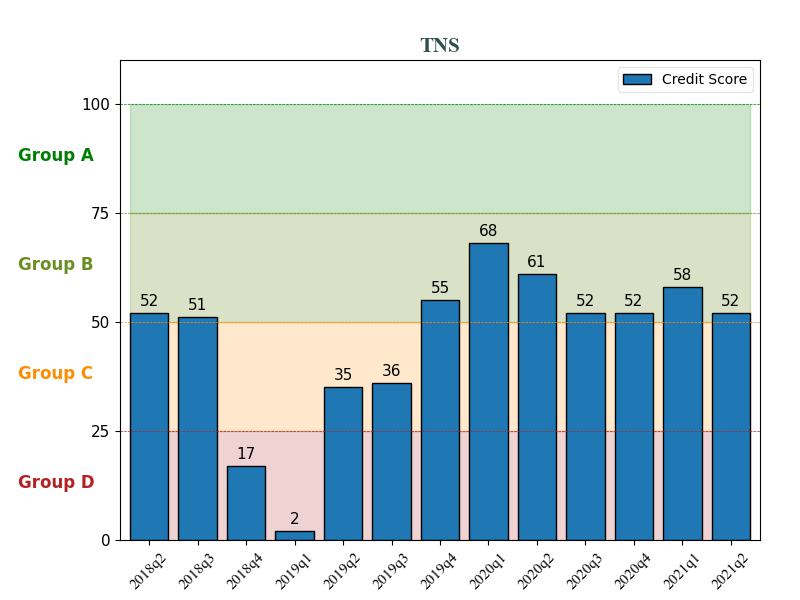 TNS
Credit Score
100
75
50
25
0
Group A
Group B
Group C
Group D
52
51
17
2
35
36
55
68
61
52
52
58
52
2018q2
2018q3
2018q4
2019q1
2019q2
2019q3
2019q4
2020q1
2020q2
2020q3
2020q4
2021q1
2021q2